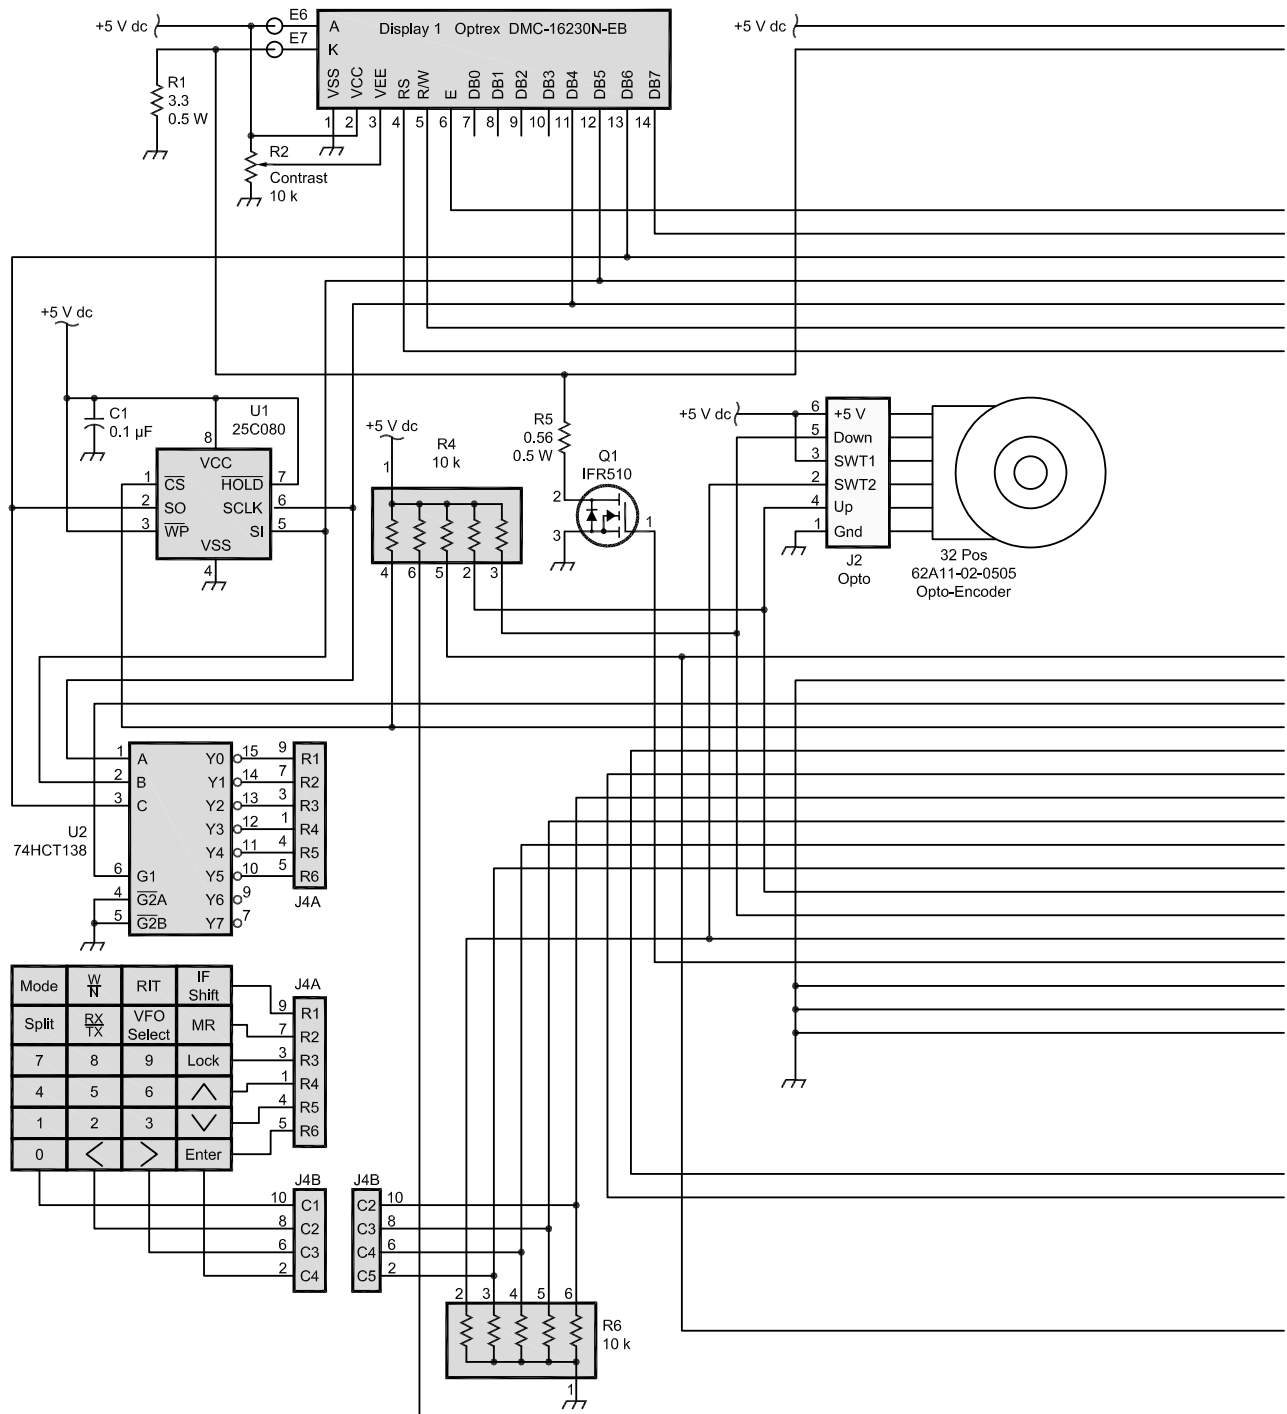 +5 V dc
E6
E7
A
K
Display 1 Optrex DMC-16230N-EB
VSS
VCC
VEE
RS
R/W
E
DB0
DB1
DB2
DB3
DB4
DB5
DB6
DB7
1 2 3 4 5 6 7 8 9 10 11 12 13 14
+5 V dc
R1
3.3
0.5 W
R2
Contrast
10 k
+5 V dc
C1
0.1 µF
U1
25C080
8
VCC
1 CS HOLD 7
2 SO SCLK 6
3 WP SI 5
VSS
4
+5 V dc
1
R4
10 k
4 6 5 2 3
R5
0.56
0.5 W
Q1
IFR510
2
3
1
+5 V dc
6 +5 V
5 Down
3 SWT1
2 SWT2
4 Up
1 Gnd
J2
Opto
32 Pos
62A11-02-0505
Opto-Encoder
U2
74HCT138
1 A Y0 15 9 R1
2 B Y1 14 7 R2
3 C Y2 13 3 R3
Y3 12 1 R4
Y4 11 4 R5
6 G1 Y5 10 5 R6
4 G2A Y6 9
5 G2B Y7 7
J4A
Mode W/N RIT IF Shift
Split RX/TX VFO Select MR
7 8 9 Lock
4 5 6
1 2 3
0 Enter
J4A
9 R1
7 R2
3 R3
1 R4
4 R5
5 R6
J4B
10 C1
8 C2
6 C3
2 C4
J4B
C2 10
C3 8
C4 6
C5 2
2 3 4 5 6
R6
10 k
1